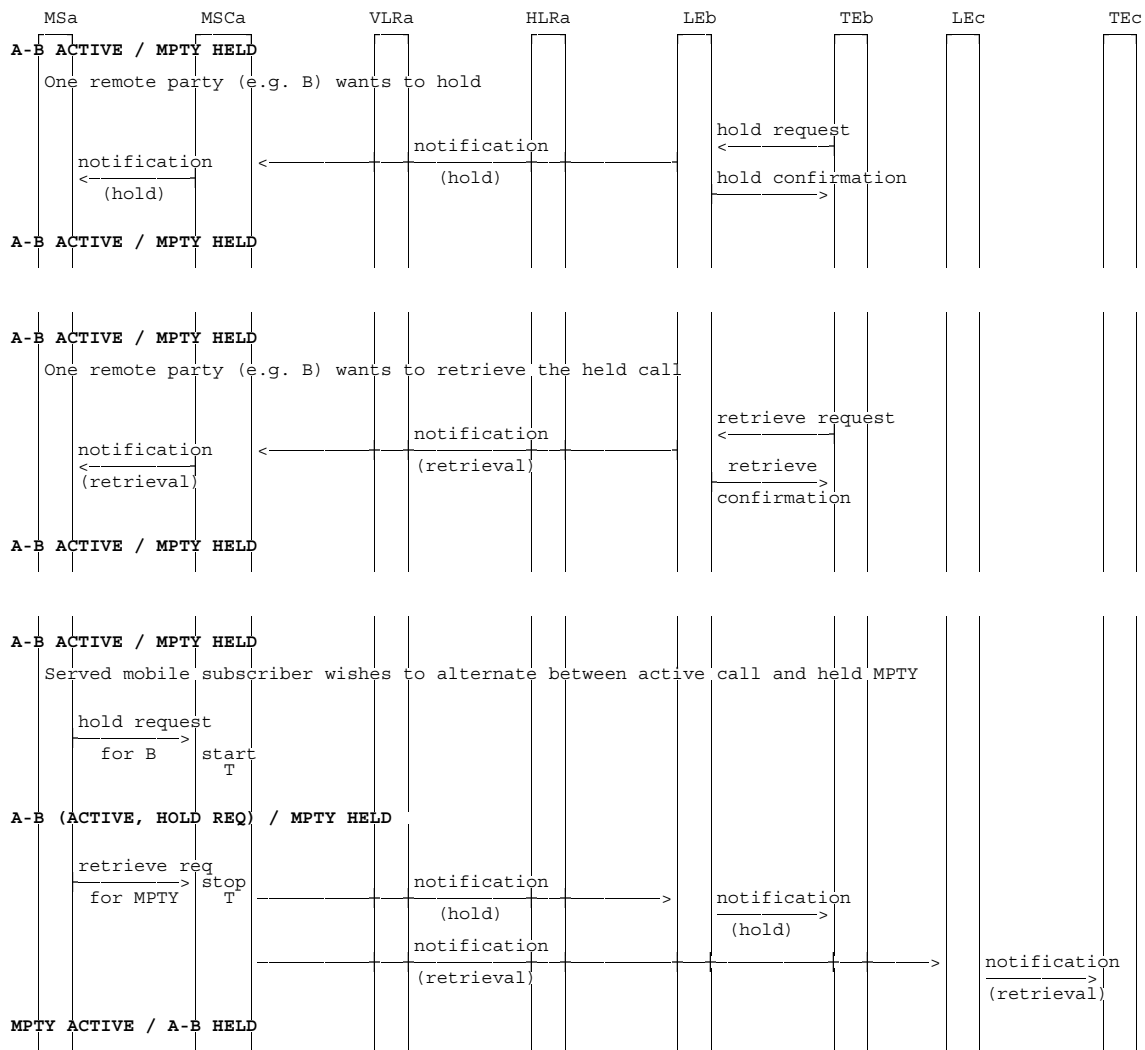 MSa MSCa VLRa HLRa LEb TEb LEc TEc
A-B ACTIVE / MPTY HELD
One remote party (e.g. B) wants to hold
hold request
notification
notification
(hold)
hold confirmation
(hold)
A-B ACTIVE / MPTY HELD
A-B ACTIVE / MPTY HELD
One remote party (e.g. B) wants to retrieve the held call
retrieve request
notification
notification
(retrieval)
retrieve
(retrieval)
confirmation
A-B ACTIVE / MPTY HELD
A-B ACTIVE / MPTY HELD
Served mobile subscriber wishes to alternate between active call and held MPTY
hold request
for B start
T
A-B (ACTIVE, HOLD REQ) / MPTY HELD
retrieve req
stop notification
for MPTY T notification
(hold)
(hold)
notification
notification
(retrieval)
(retrieval)
MPTY ACTIVE / A-B HELD